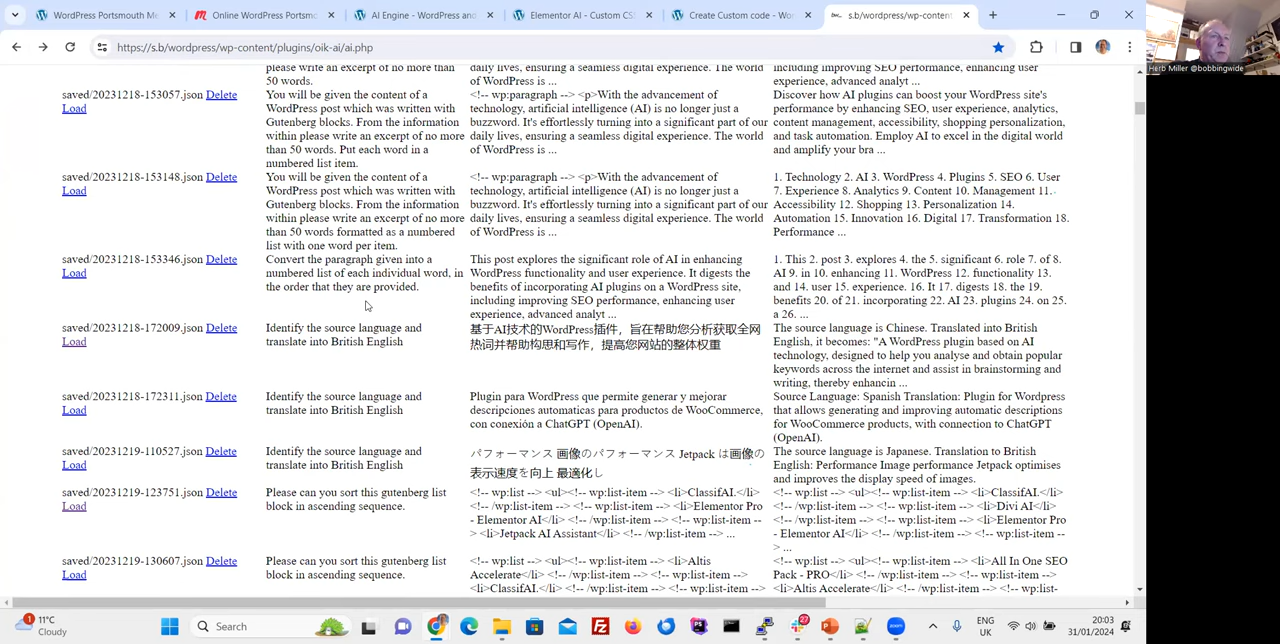 WordPress Portsmouth Me
Online WordPress Portsmo
AI Engine - WordPress and
Elementor AI - Custom CSS
Create Custom code - Wor
s.b/wordpress/wp-content
https://s.b/wordpress/wp-content/plugins/oik-ai/ai.php
Herb Miller @bobbingwide
please write an excerpt of no mo
50 words.
daily lives, ensuring a seamless digital experience. The world
of WordPress is ...
including improving SEO performance, enhancing user
experience, advanced analyt ...
saved/20231218-153057.json Delete
Load
You will be given the content of a
WordPress post which was written with
Gutenberg blocks. From the information
within please write an excerpt of no more
than 50 words. Put each word in a
numbered list item.
<!-- wp:paragraph --> <p>With the advancement of
technology, artificial intelligence (AI) is no longer just a
buzzword. It's effortlessly turning into a significant part of our
daily lives, ensuring a seamless digital experience. The world
of WordPress is ...
Discover how AI plugins can boost your WordPress site's
performance by enhancing SEO, user experience, analytics,
content management, accessibility, shopping personalization,
and task automation. Employ AI to excel in the digital world
and amplify your bra ...
saved/20231218-153148.json Delete
Load
You will be given the content of a
WordPress post which was written with
Gutenberg blocks. From the information
within please write an excerpt of no more
than 50 words formatted as a numbered
list with one word per item.
<!-- wp:paragraph --> <p>With the advancement of
technology, artificial intelligence (AI) is no longer just a
buzzword. It's effortlessly turning into a significant part of our
daily lives, ensuring a seamless digital experience. The world
of WordPress is ...
1. Technology 2. AI 3. WordPress 4. Plugins 5. SEO 6. User
7. Experience 8. Analytics 9. Content 10. Management 11.
Accessibility 12. Shopping 13. Personalization 14.
Automation 15. Innovation 16. Digital 17. Transformation 18.
Performance ...
saved/20231218-153346.json Delete
Load
Convert the paragraph given into a
numbered list of each individual word, in
the order that they are provided.
This post explores the significant role of AI in enhancing
WordPress functionality and user experience. It digests the
benefits of incorporating AI plugins on a WordPress site,
including improving SEO performance, enhancing user
experience, advanced analyt ...
1. This 2. post 3. explores 4. the 5. significant 6. role 7. of 8.
AI 9. in 10. enhancing 11. WordPress 12. functionality 13.
and 14. user 15. experience. 16. It 17. digests 18. the 19.
benefits 20. of 21. incorporating 22. AI 23. plugins 24. on 25.
a 26. ...
saved/20231218-172009.json Delete
Load
Identify the source language and
translate into British English
基于AI技术的WordPress插件，旨在帮助您分析获取全网
热词并帮助构思和写作，提高您网站的整体权重
The source language is Chinese. Translated into British
English, it becomes: "A WordPress plugin based on AI
technology, designed to help you analyse and obtain popular
keywords across the internet and assist in brainstorming and
writing, thereby enhancin ...
saved/20231218-172311.json Delete
Load
Identify the source language and
translate into British English
Plugin para WordPress que permite generar y mejorar
descripciones automaticas para productos de WooCommerce,
con conexión a ChatGPT (OpenAI).
Source Language: Spanish Translation: Plugin for Wordpress
that allows generating and improving automatic descriptions
for WooCommerce products, with connection to ChatGPT
(OpenAI).
saved/20231219-110527.json Delete
Load
Identify the source language and
translate into British English
パフォーマンス 画像のパフォーマンス Jetpack は画像の
表示速度を向上 最適化し
The source language is Japanese. Translation to British
English: Performance Image performance Jetpack optimises
and improves the display speed of images.
saved/20231219-123751.json Delete
Load
Please can you sort this gutenberg list
block in ascending sequence.
<!-- wp:list --> <ul><!-- wp:list-item --> <li>ClassifAI.</li>
<!-- /wp:list-item --> <!-- wp:list-item --> <li>Elementor Pro
- Elementor AI</li> <!-- /wp:list-item --> <!-- wp:list-item --
> <li>Jetpack AI Assistant</li> <!-- /wp:list-item --> ...
<!-- wp:list --> <ul><!-- wp:list-item --> <li>ClassifAI.</li>
<!-- /wp:list-item --> <!-- wp:list-item --> <li>Divi AI</li>
<!-- /wp:list-item --> <!-- wp:list-item --> <li>Elementor Pro
- Elementor AI</li> <!-- /wp:list-item --> <!-- wp:list-item --
> ...
saved/20231219-130607.json Delete
Load
Please can you sort this gutenberg list
block in ascending sequence.
<!-- wp:list --> <ul><!-- wp:list-item --> <li>Altis
Accelerate</li> <!-- /wp:list-item --> <!-- wp:list-item -->
<li>ClassifAI.</li> <!-- /wp:list-item --> <!-- wp:list-item -->
<!-- wp:list --> <ul><!-- wp:list-item --> <li>All In One SEO
Pack - PRO</li> <!-- /wp:list-item --> <!-- wp:list-item -->
<li>Altis Accelerate</li> <!-- /wp:list-item --> <!-- wp:list-
1
11°C
Cloudy
Search
27
zoom
ENG
UK
20:03
31/01/2024